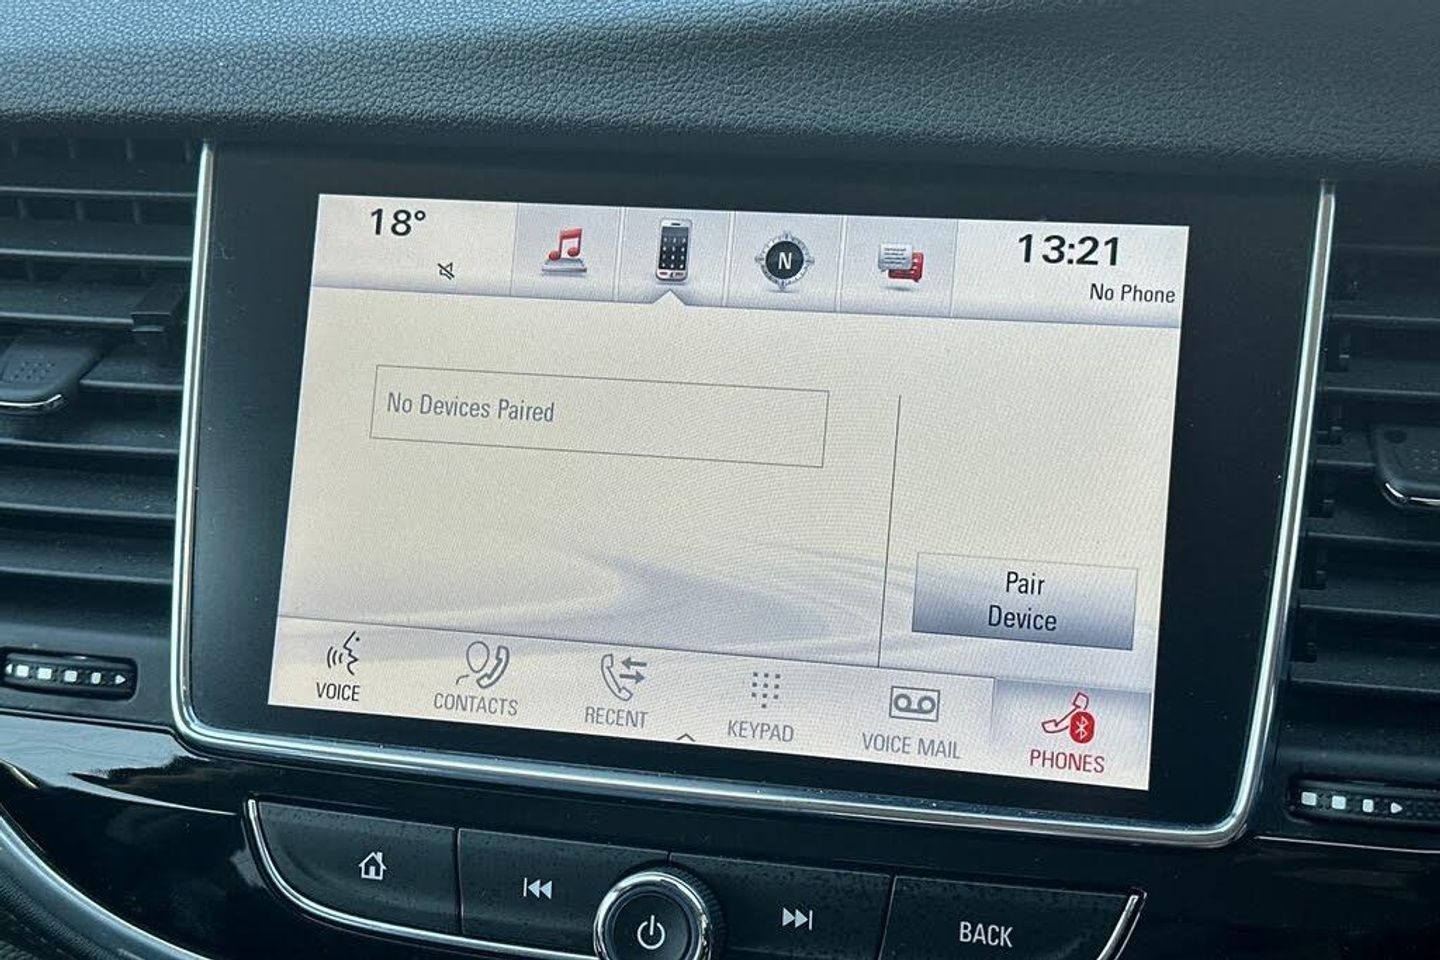 18°
N
13:21
No Phone
No Devices Paired
Pair
Device
VOICE
CONTACTS
RECENT
KEYPAD
VOICE MAIL
PHONES
BACK